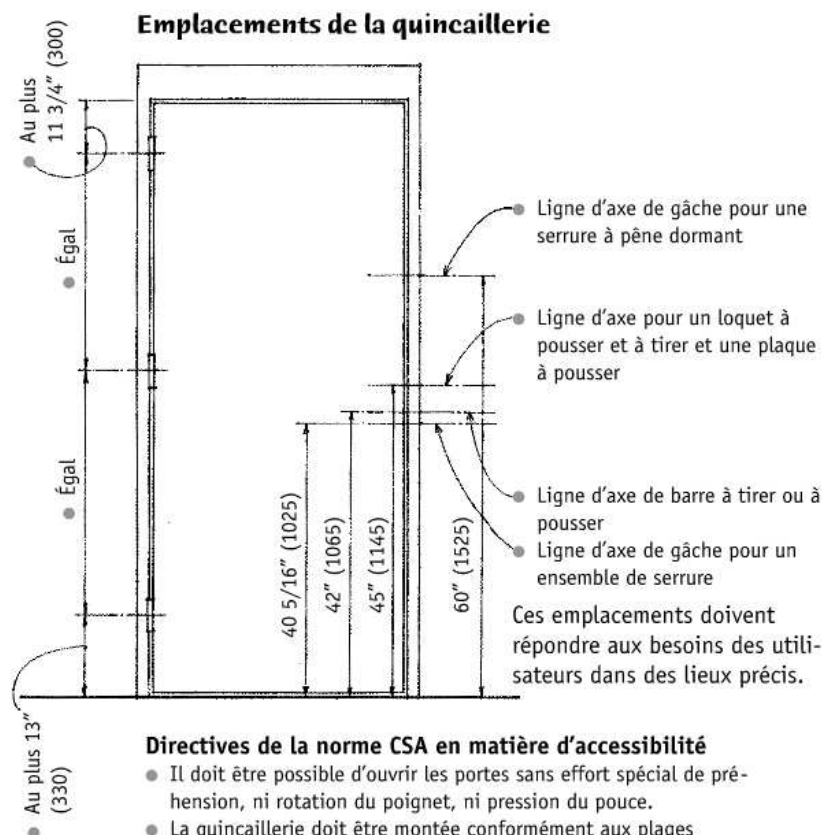 Emplacements de la quincaillerie
Au plus
11 3/4" (300)
Égal
Égal
Au plus 13"
(330)
40 5/16" (1025)
42" (1065)
45" (1145)
60" (1525)
Ligne d'axe de gâche pour une
serrure à pêne dormant
Ligne d'axe pour un loquet à
pousser et à tirer et une plaque
à pousser
Ligne d'axe de barre à tirer ou à
pousser
Ligne d'axe de gâche pour un
ensemble de serrure
Ces emplacements doivent
répondre aux besoins des utili-
sateurs dans des lieux précis.
Directives de la norme CSA en matière d'accessibilité
Il doit être possible d'ouvrir les portes sans effort spécial de pré-
hension, ni rotation du poignet, ni pression du pouce.
La quincaillerie doit être montée conformément aux plages